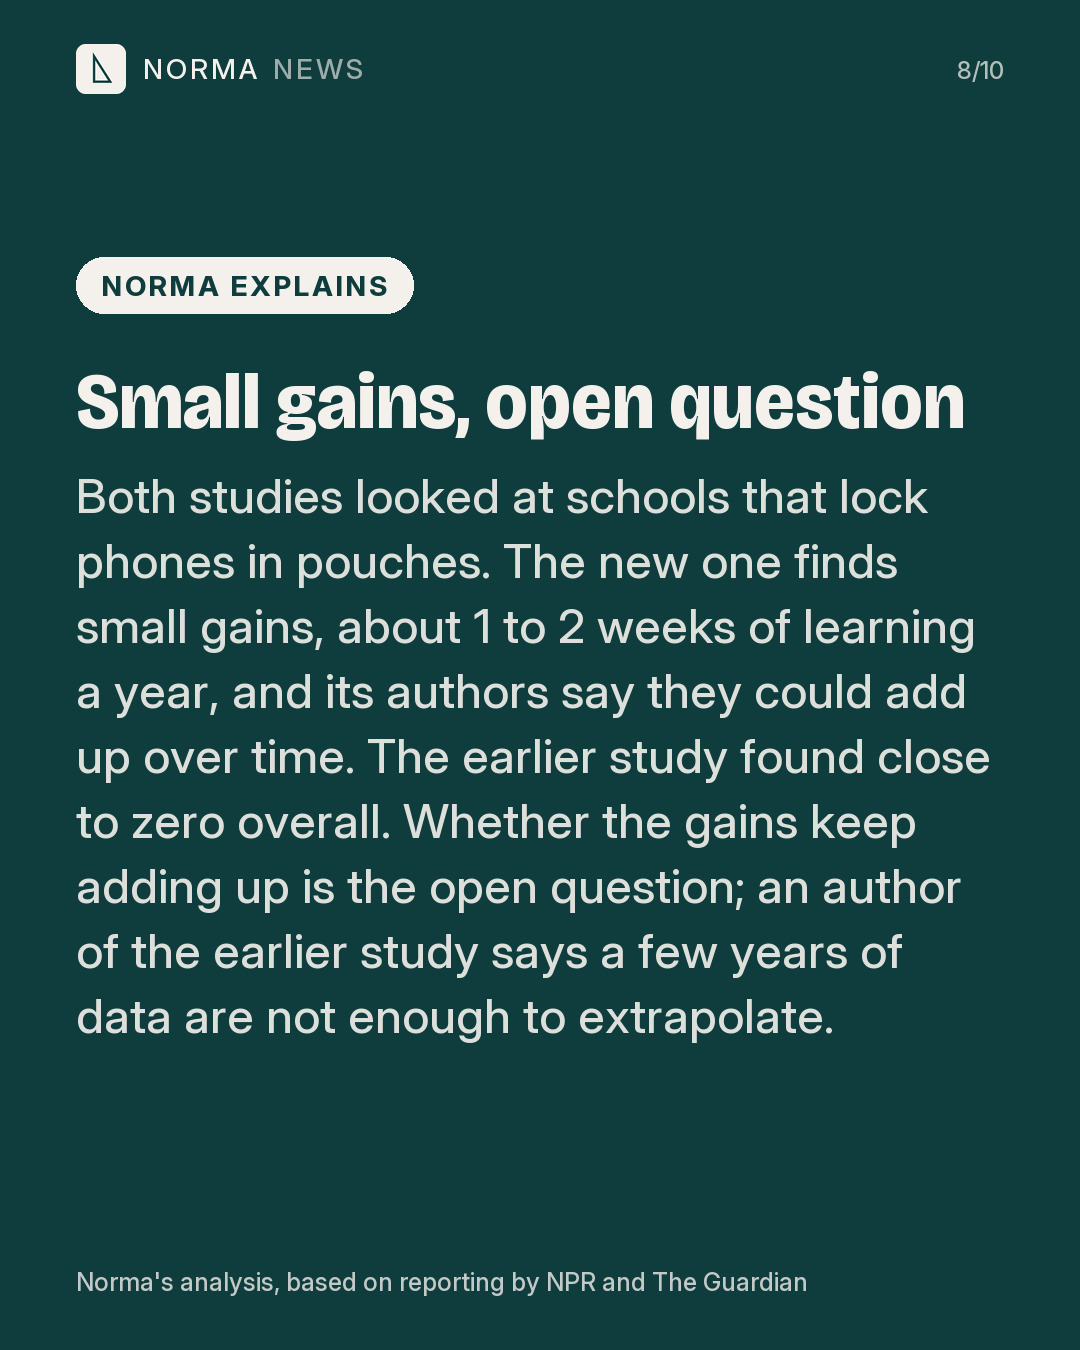 NORMA NEWS
8/10
NORMA EXPLAINS
Small gains, open question
Both studies looked at schools that lock
phones in pouches. The new one finds
small gains, about 1 to 2 weeks of learning
a year, and its authors say they could add
up over time. The earlier study found close
to zero overall. Whether the gains keep
adding up is the open question; an author
of the earlier study says a few years of
data are not enough to extrapolate.
Norma's analysis, based on reporting by NPR and The Guardian